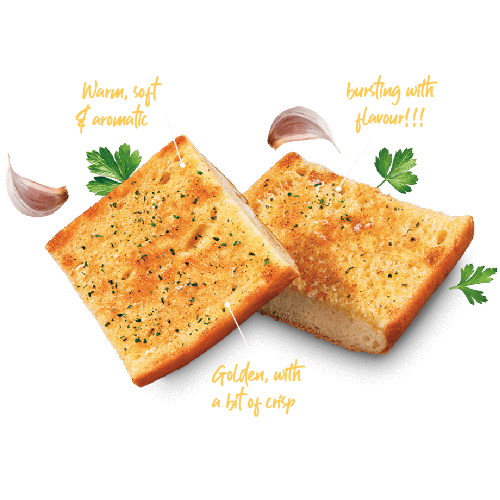 Warm, soft
& aromatic
bursting with
flavour!!!
Golden, with
a bit of crisp